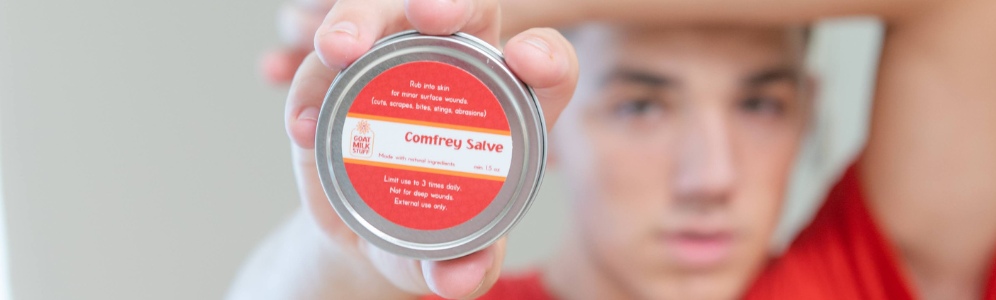 Rub into skin
for minor surface wounds.
(cuts, scrapes, bites, stings, abrasions)
GOAT
MILK
STUFF
Comfrey Salve
Made with natural ingredients
1.5 oz
Limit use to 3 times daily.
Not for deep wounds.
External use only.